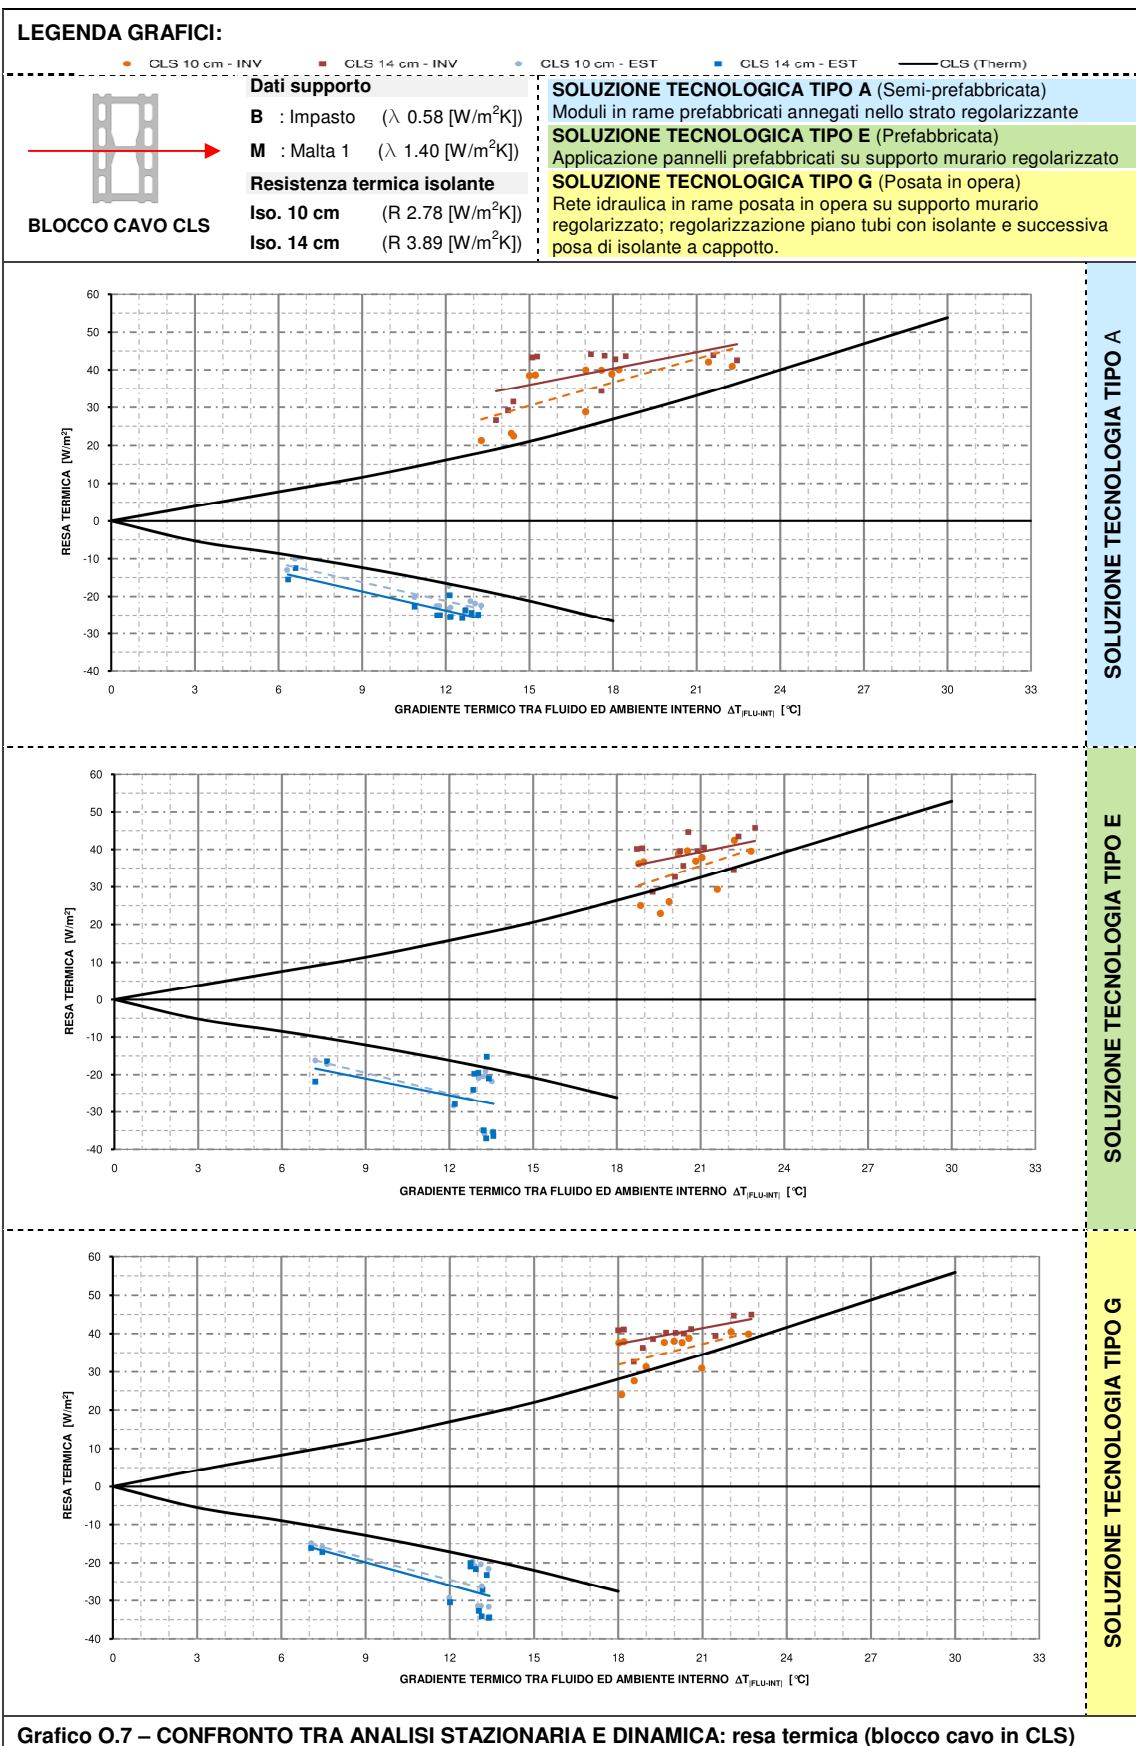 LEGENDA GRAFICI:
CLS 10 cm - INV CLS 14 cm - INV CLS 10 cm - EST CLS 14 cm - EST CLS (Therm)
BLOCCO CAVO CLS
Dati supporto
B : Impasto (λ 0.58 [W/m²K])
M : Malta 1 (λ 1.40 [W/m²K])
Resistenza termica isolante
Iso. 10 cm (R 2.78 [W/m²K])
Iso. 14 cm (R 3.89 [W/m²K])
SOLUZIONE TECNOLOGICA TIPO A (Semi-prefabbricata)
Moduli in rame prefabbricati annegati nello strato regolarizzante
SOLUZIONE TECNOLOGICA TIPO E (Prefabbricata)
Applicazione pannelli prefabbricati su supporto murario regolarizzato
SOLUZIONE TECNOLOGICA TIPO G (Posata in opera)
Rete idraulica in rame posata in opera su supporto murario
regolarizzato; regolarizzazione piano tubi con isolante e successiva
posa di isolante a cappotto.
RESA TERMICA [W/m²]
60
50
40
30
20
10
0
-10
-20
-30
-40
0 3 6 9 12 15 18 21 24 27 30 33
GRADIENTE TERMICO TRA FLUIDO ED AMBIENTE INTERNO ΔT|FLU-INT| [°C]
SOLUZIONE TECNOLOGIA TIPO A
RESA TERMICA [W/m²]
60
50
40
30
20
10
0
-10
-20
-30
-40
0 3 6 9 12 15 18 21 24 27 30 33
GRADIENTE TERMICO TRA FLUIDO ED AMBIENTE INTERNO ΔT|FLU-INT| [°C]
SOLUZIONE TECNOLOGIA TIPO E
RESA TERMICA [W/m²]
60
50
40
30
20
10
0
-10
-20
-30
-40
0 3 6 9 12 15 18 21 24 27 30 33
GRADIENTE TERMICO TRA FLUIDO ED AMBIENTE INTERNO ΔT|FLU-INT| [°C]
SOLUZIONE TECNOLOGIA TIPO G
Grafico O.7 – CONFRONTO TRA ANALISI STAZIONARIA E DINAMICA: resa termica (blocco cavo in CLS)